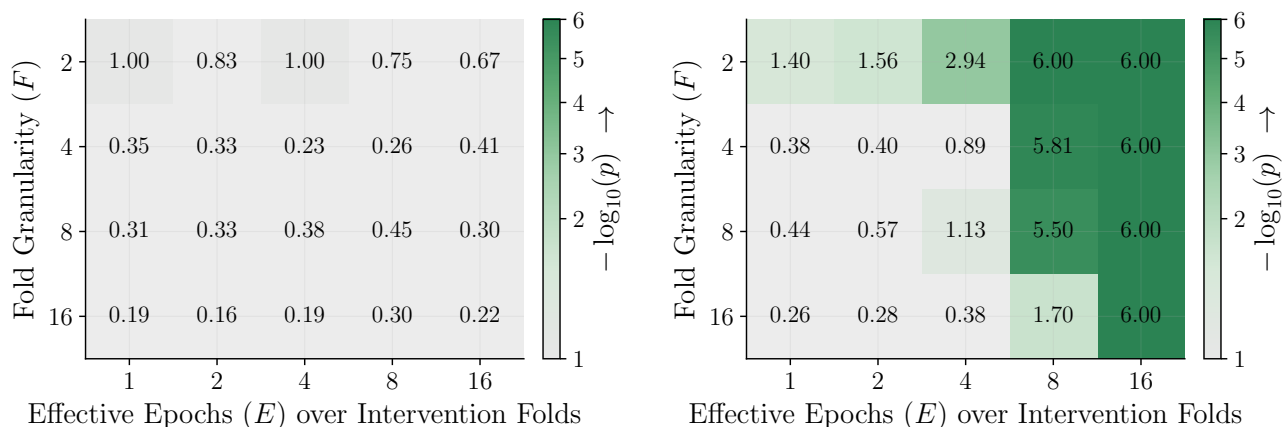 Fold Granularity (F)
2
4
8
16
1.00 0.83 1.00 0.75 0.67
0.35 0.33 0.23 0.26 0.41
0.31 0.33 0.38 0.45 0.30
0.19 0.16 0.19 0.30 0.22
1 2 4 8 16
Effective Epochs (E) over Intervention Folds
6
5
4
3
2
1
− log₁₀(p) →
Fold Granularity (F)
2
4
8
16
1.40 1.56 2.94 6.00 6.00
0.38 0.40 0.89 5.81 6.00
0.44 0.57 1.13 5.50 6.00
0.26 0.28 0.38 1.70 6.00
1 2 4 8 16
Effective Epochs (E) over Intervention Folds
6
5
4
3
2
1
− log₁₀(p) →